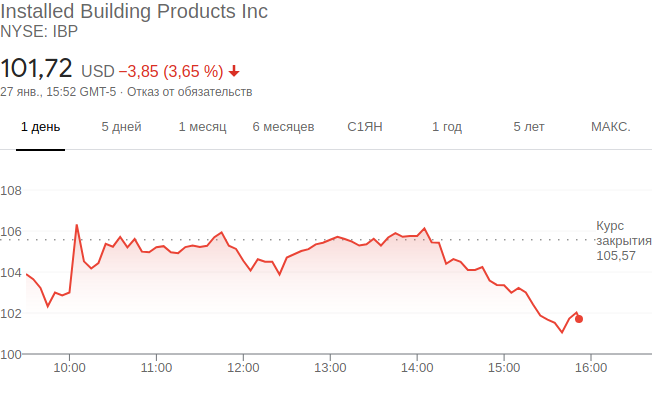 Installed Building Products Inc
NYSE: IBP
101,72 USD −3,85 (3,65 %)
27 янв., 15:52 GMT-5 · Отказ от обязательств
1 день 5 дней 1 месяц 6 месяцев С1ЯН 1 год 5 лет МАКС.
108
106
Курс
закрытия
105,57
104
102
100
10:00 11:00 12:00 13:00 14:00 15:00 16:00